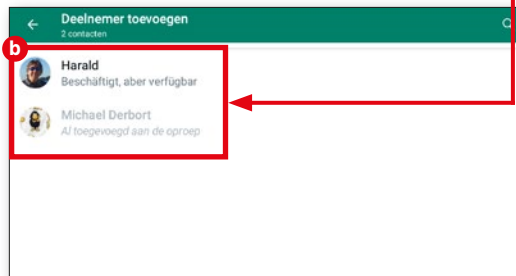 Deelnemer toevoegen
2 contacten
b
Harald
Beschäftigt, aber verfügbar
Michael Derbort
Al toegevoegd aan de oproep